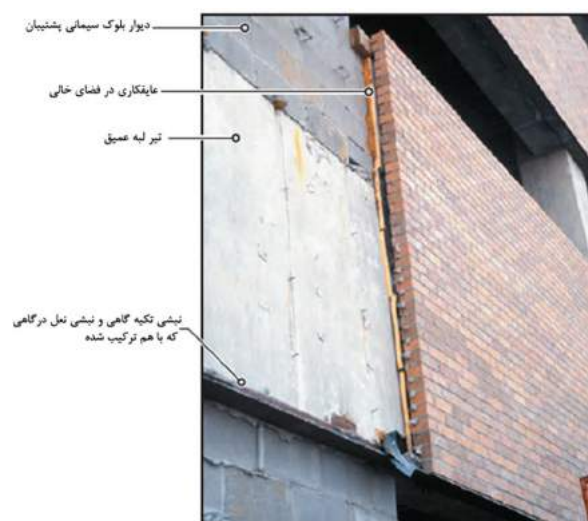 دیوار بلوک سیمانی پشتیبان
عایقکاری در فضای خالی
تیر لبه عمیق
نبشی تکیه گاهی و نبشی نعل درگاهی
که با هم ترکیب شده